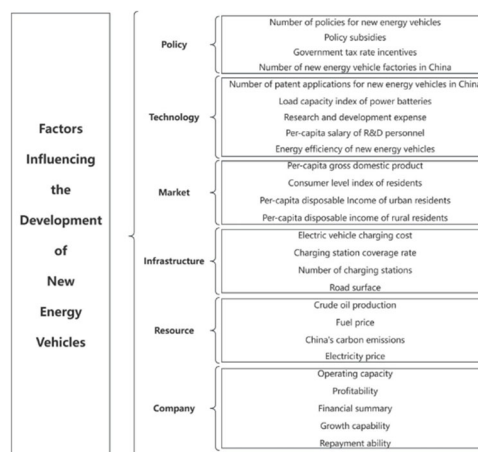 Factors
Influencing
the
Development
of
New
Energy
Vehicles
Policy
Number of policies for new energy vehicles
Policy subsidies
Government tax rate incentives
Number of new energy vehicle factories in China
Technology
Number of patent applications for new energy vehicles in China
Load capacity index of power batteries
Research and development expense
Per-capita salary of R&D personnel
Energy efficiency of new energy vehicles
Market
Per-capita gross domestic product
Consumer level index of residents
Per-capita disposable Income of urban residents
Per-capita disposable income of rural residents
Infrastructure
Electric vehicle charging cost
Charging station coverage rate
Number of charging stations
Road surface
Resource
Crude oil production
Fuel price
China's carbon emissions
Electricity price
Company
Operating capacity
Profitability
Financial summary
Growth capability
Repayment ability